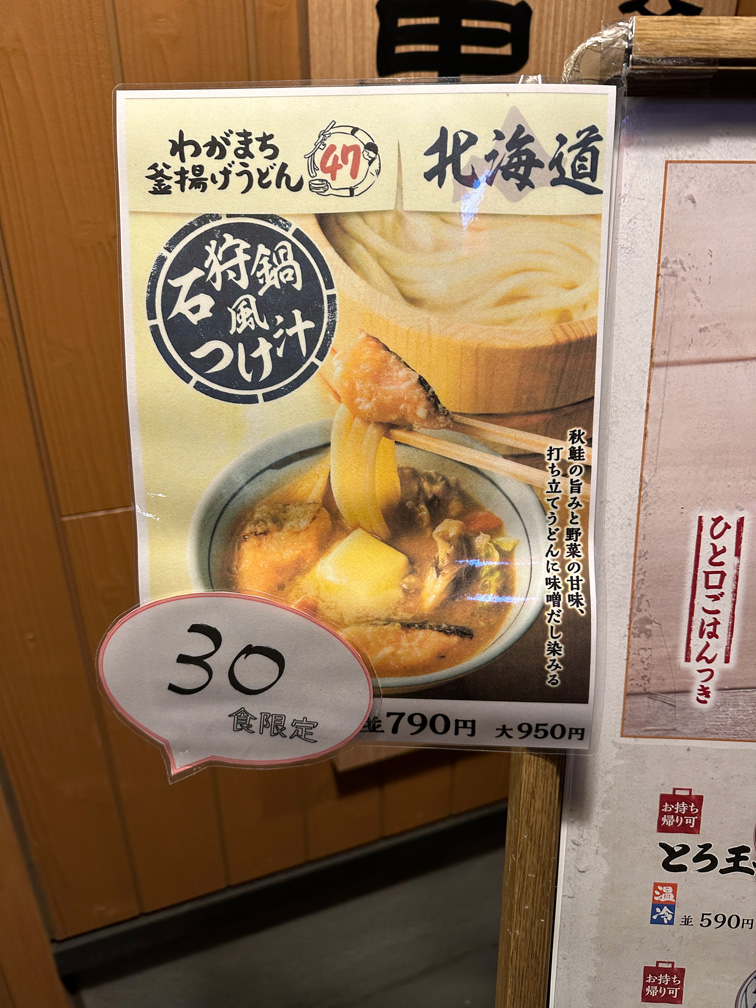 わがまち
釜揚げうどん
47
北海道
石狩鍋
風
つけ汁
秋鮭の旨みと野菜の甘味、
打ち立てうどんに味噌だし染みる
30
食限定
並790円 大950円
ひと口ごはんつき
お持ち
帰り可
とろ玉
温
冷
並 590円
お持ち
帰り可